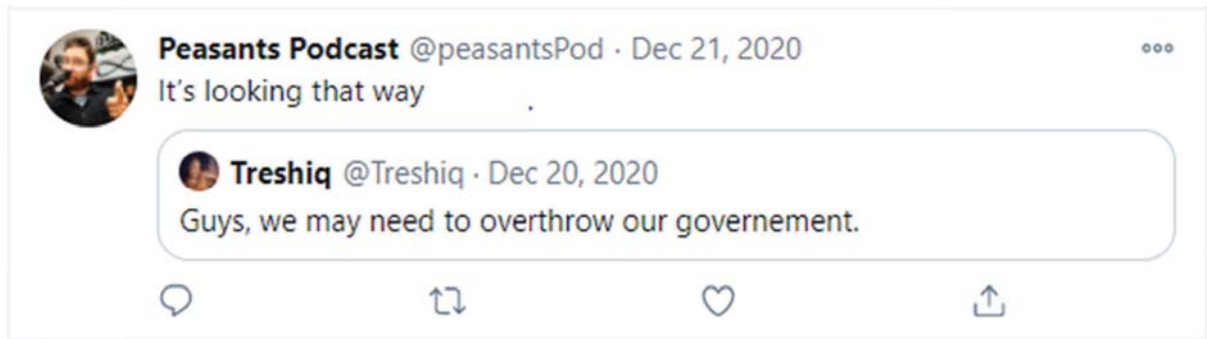 Peasants Podcast @peasantsPod · Dec 21, 2020
It's looking that way
Treshiq @Treshiq · Dec 20, 2020
Guys, we may need to overthrow our governement.